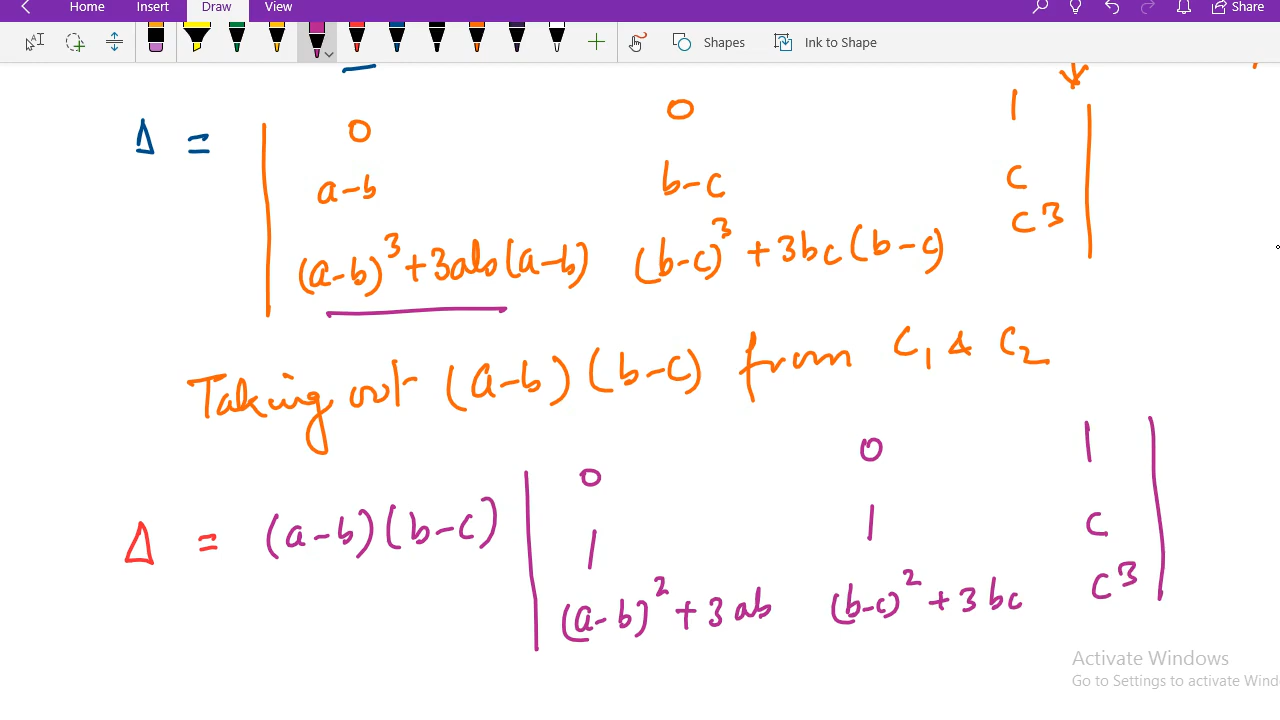 Home Insert Draw View Share
Shapes Ink to Shape
Δ = | 0 0 1 |
| a-b b-c c |
| (a-b)³+3ab(a-b) (b-c)³+3bc(b-c) c³ |
Taking out (a-b)(b-c) from C₁ & C₂
Δ = (a-b)(b-c) | 0 0 1 |
| 1 1 c |
| (a-b)²+3ab (b-c)²+3bc c³ |
Activate Windows
Go to Settings to activate Wind